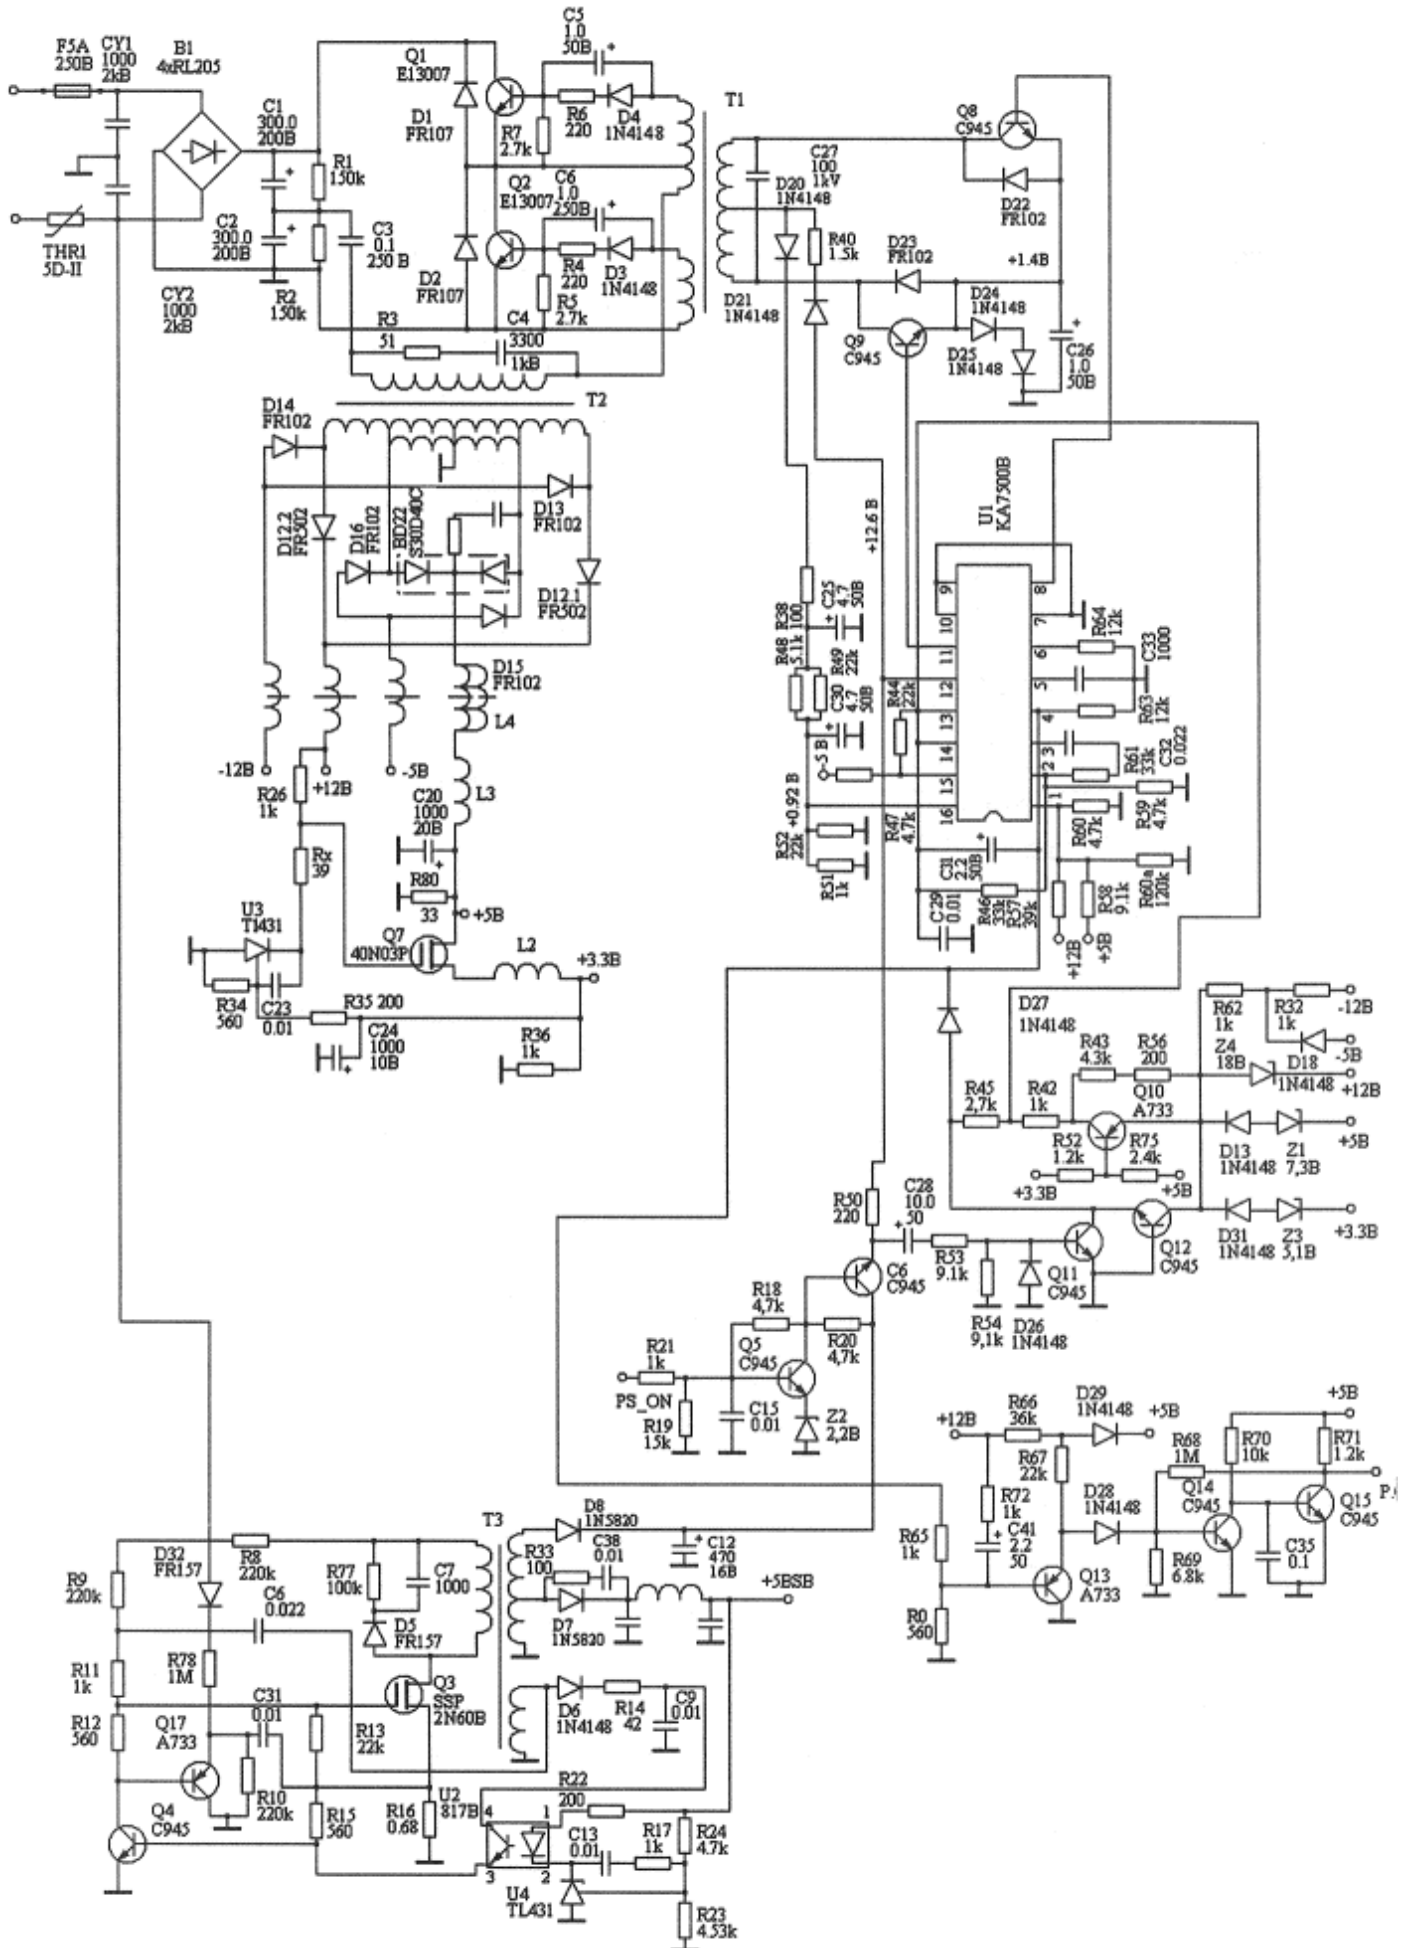 F5A
250B
CY1
1000
2kB
B1
4xRL205
C1
300.0
200B
R1
150k
C2
300.0
200B
THR1
5D-II
CY2
1000
2kB
R2
150k
C3
0.1
250 B
Q1
E13007
D1
FR107
C5
1.0
50B
R6
220
D4
1N4148
R7
2.7k
Q2
E13007
C6
1.0
250B
D2
FR107
R4
220
D3
1N4148
R5
2.7k
R3
51
C4
3300
1kB
T1
C27
100
1kV
D20
1N4148
R40
1.5k
D21
1N4148
Q8
C945
D22
FR102
D23
FR102
+1.4B
D24
1N4148
Q9
C945
D25
1N4148
C26
1.0
50B
T2
D14
FR102
D13
FR102
D12.2
FR502
D16
FR102
BD22
S30D40C
D12.1
FR502
D15
FR102
L4
-12B
+12B
-5B
L3
R26
1k
C20
1000
20B
Rx
39
R80
33
+5B
U3
Tl431
Q7
40N03P
L2
+3.3B
R34
560
C23
0.01
R35 200
C24
1000
10B
R36
1k
+12.6 B
U1
KA7500B
9
10
11
12
13
14
15
16
8
7
6
5
4
3
2
1
R38
100
C25
4.7
50B
R48
5.1k
R49
22k
C30
4.7
50B
R44
22k
-5 B
+0.92 B
R52
22k
R51
1k
R47
4.7k
C31
2.2
50B
C29
0.01
R46
33k
R57
39k
R64
12k
C33
1000
R63
12k
R61
33k
C32
0.022
R59
4.7k
R60
4.7k
R58
9.1k
R60a
120k
+12B
+5B
D27
1N4148
R62
1k
R32
1k
-12B
-5B
D18
1N4148
Z4
18B
+12B
R43
4.3k
R56
200
Q10
A733
R45
2,7k
R42
1k
R52
1.2k
R75
2.4k
+3.3B
+5B
D13
1N4148
Z1
7,3B
+5B
D31
1N4148
Z3
5,1B
+3.3B
R50
220
C28
10.0
50
R53
9.1k
C6
C945
Q11
C945
Q12
C945
R54
9,1k
D26
1N4148
R18
4,7k
R20
4,7k
Q5
C945
R21
1k
PS_ON
R19
15k
C15
0.01
Z2
2,2B
+12B
R66
36k
D29
1N4148
+5B
R67
22k
R72
1k
C41
2.2
50
D28
1N4148
R68
1M
Q14
C945
R70
10k
+5B
R71
1.2k
Q15
C945
C35
0.1
R69
6.8k
R65
1k
R0
560
Q13
A733
R9
220k
D32
FR157
R8
220k
C6
0.022
R77
100k
C7
1000
T3
D5
FR157
D8
1N5820
C38
0.01
R33
100
C12
470
16B
+5BSB
D7
1N5820
R11
1k
R78
1M
C31
0.01
R12
560
Q17
A733
R13
22k
Q3
SSP
2N60B
D6
1N4148
R14
42
C9
0.01
R10
220k
Q4
C945
R15
560
R16
0.68
U2
817B
R22
200
4
1
3
2
C13
0.01
R17
1k
R24
4.7k
U4
TL431
R23
4.53k